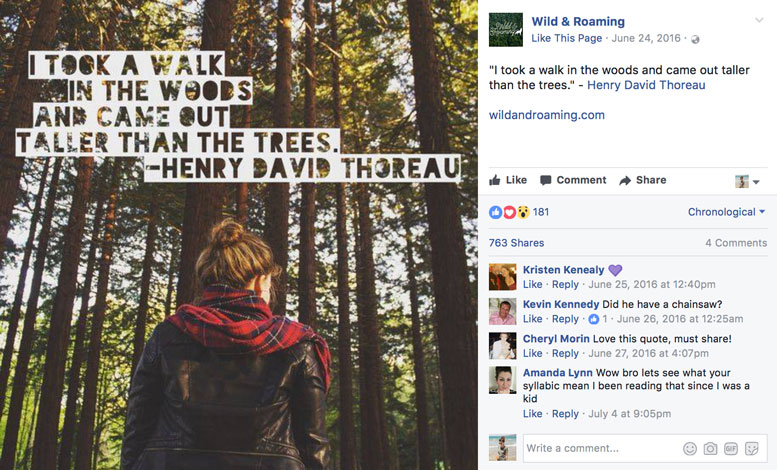 I TOOK A WALK
IN THE WOODS
AND CAME OUT
TALLER THAN THE TREES.
-HENRY DAVID THOREAU
Wild & Roaming
Like This Page · June 24, 2016 ·
"I took a walk in the woods and came out taller
than the trees." - Henry David Thoreau
wildandroaming.com
Like Comment Share
181 Chronological
763 Shares 4 Comments
Kristen Kenealy 💜
Like · Reply · June 25, 2016 at 12:40pm
Kevin Kennedy Did he have a chainsaw?
Like · Reply · 1 · June 26, 2016 at 12:25am
Cheryl Morin Love this quote, must share!
Like · Reply · June 27, 2016 at 4:07pm
Amanda Lynn Wow bro lets see what your
syllabic mean I been reading that since I was a
kid
Like · Reply · July 4 at 9:05pm
Write a comment...
GIF